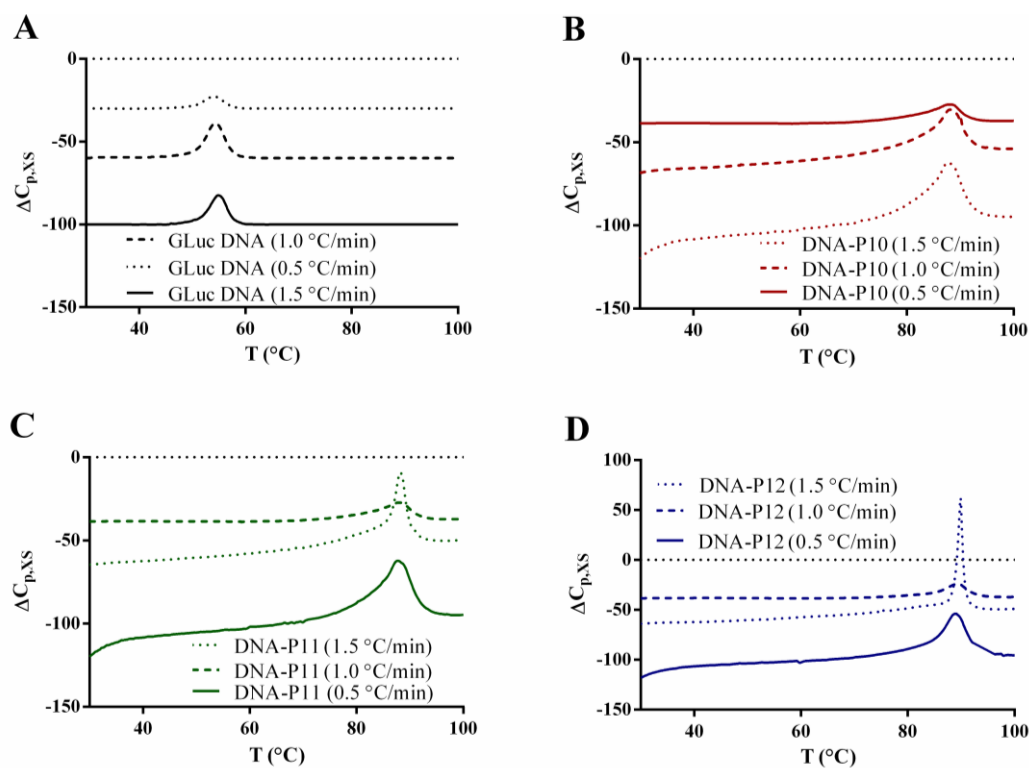 A
0
-50
-100
-150
ΔCp,XS
40
60
80
100
T (°C)
GLuc DNA (1.0 °C/min)
GLuc DNA (0.5 °C/min)
GLuc DNA (1.5 °C/min)
B
0
-50
-100
-150
ΔCp,XS
40
60
80
100
T (°C)
DNA-P10 (1.5 °C/min)
DNA-P10 (1.0 °C/min)
DNA-P10 (0.5 °C/min)
C
0
-50
-100
-150
ΔCp,XS
40
60
80
100
T (°C)
DNA-P11 (1.5 °C/min)
DNA-P11 (1.0 °C/min)
DNA-P11 (0.5 °C/min)
D
100
50
0
-50
-100
-150
ΔCp,XS
40
60
80
100
T (°C)
DNA-P12 (1.5 °C/min)
DNA-P12 (1.0 °C/min)
DNA-P12 (0.5 °C/min)